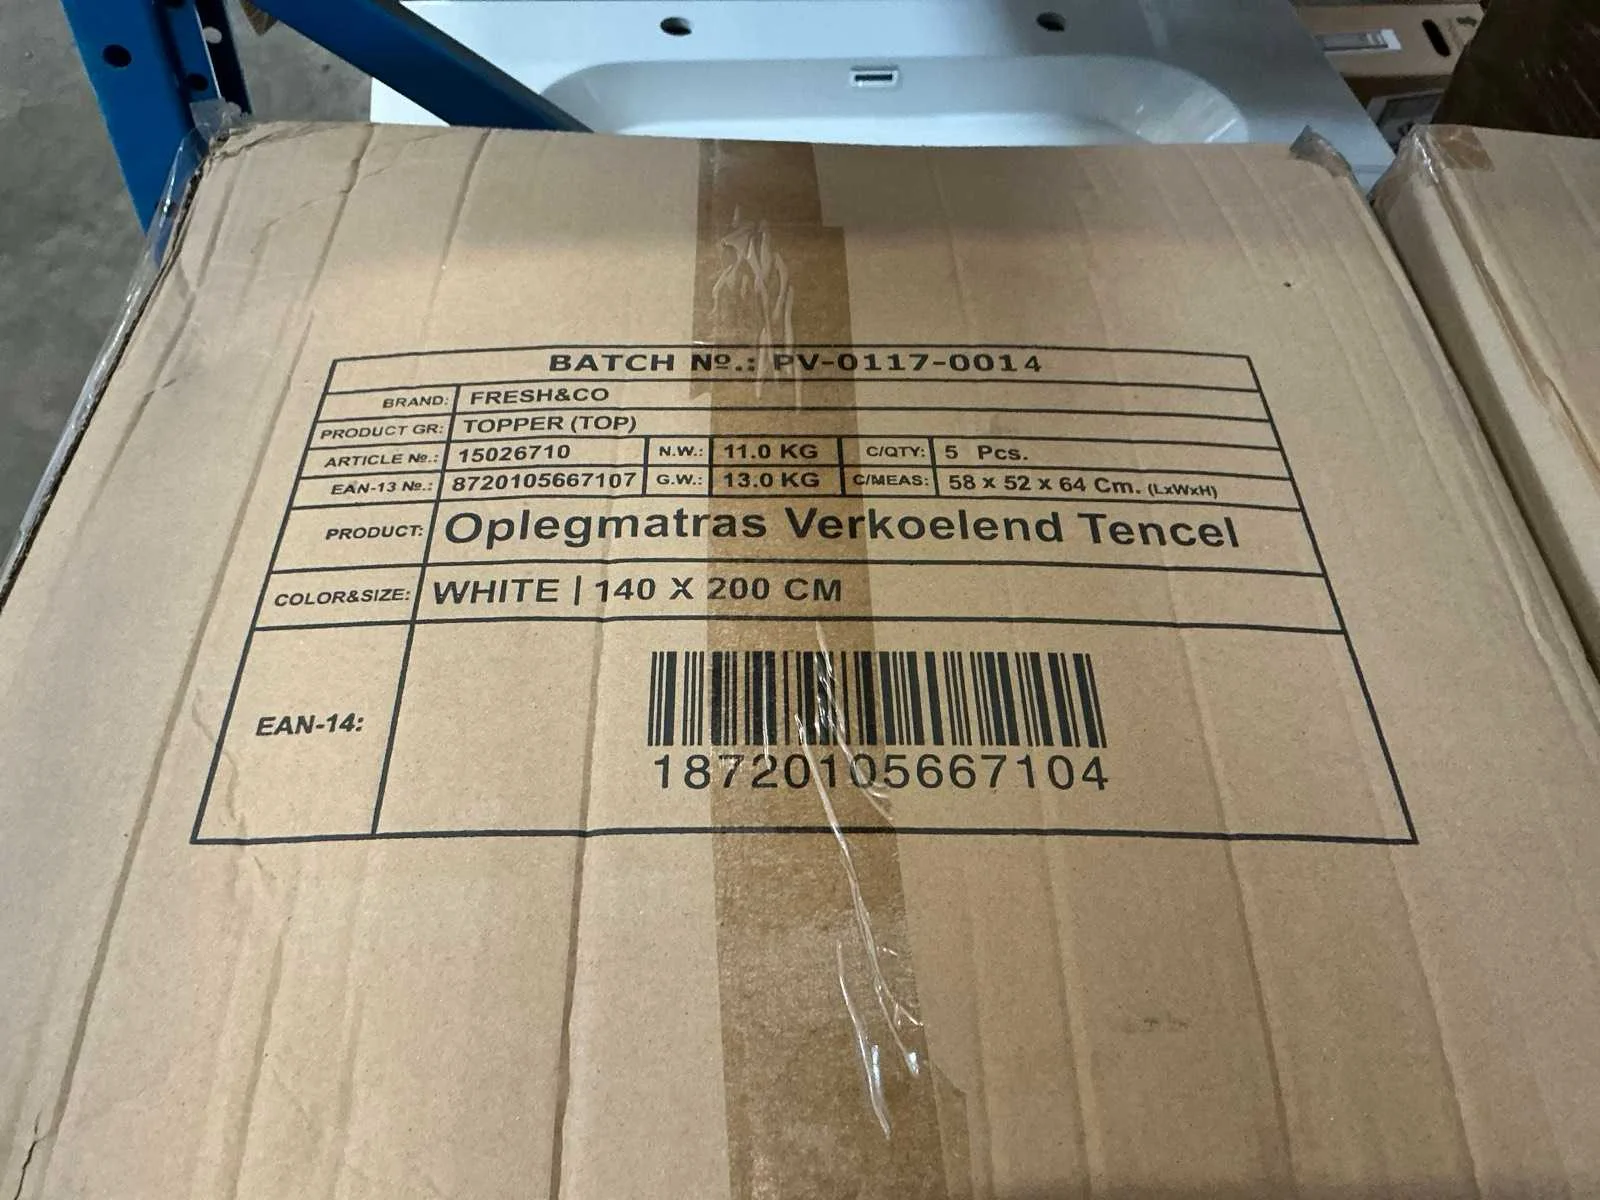 BATCH Nº.: PV-0117-0014
BRAND: FRESH&CO
PRODUCT GR: TOPPER (TOP)
ARTICLE №.: 15026710 N.W.: 11.0 KG C/QTY: 5 Pcs.
EAN-13 №.: 8720105667107 G.W.: 13.0 KG C/MEAS: 58 x 52 x 64 Cm. (LxWxH)
PRODUCT: Oplegmatras Verkoelend Tencel
COLOR&SIZE: WHITE | 140 X 200 CM
EAN-14:
18720105667104